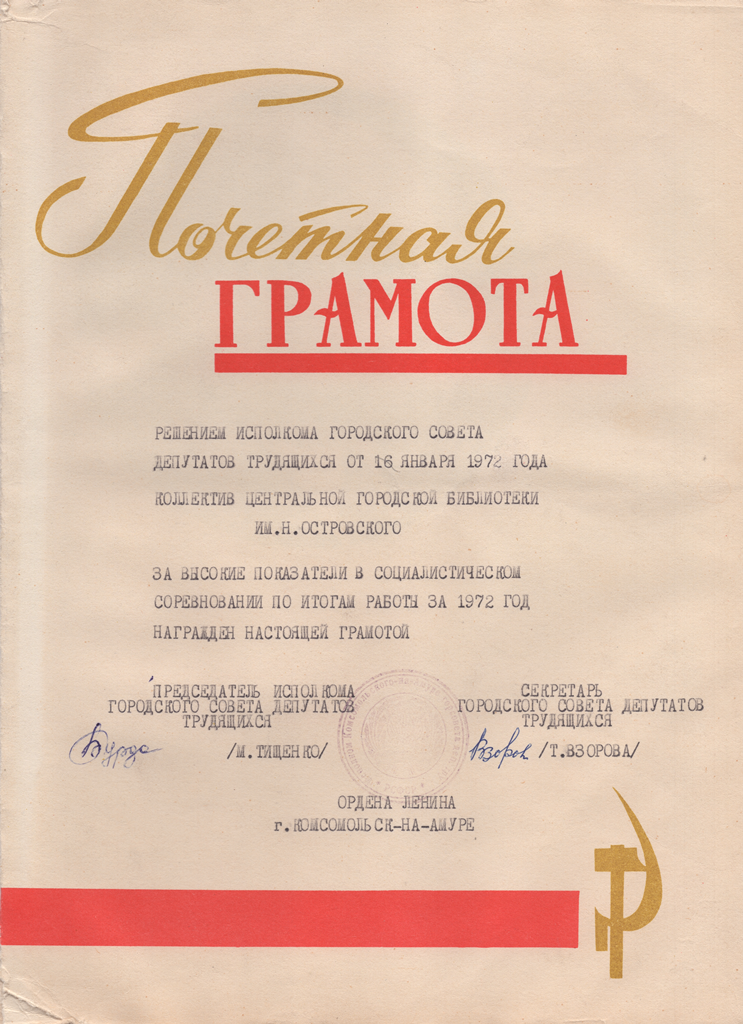 Почетная
ГРАМОТА
РЕШЕНИЕМ ИСПОЛКОМА ГОРОДСКОГО СОВЕТА
ДЕПУТАТОВ ТРУДЯЩИХСЯ ОТ 16 ЯНВАРЯ 1972 ГОДА
КОЛЛЕКТИВ ЦЕНТРАЛЬНОЙ ГОРОДСКОЙ БИБЛИОТЕКИ
ИМ.Н.ОСТРОВСКОГО
ЗА ВЫСОКИЕ ПОКАЗАТЕЛИ В СОЦИАЛИСТИЧЕСКОМ
СОРЕВНОВАНИИ ПО ИТОГАМ РАБОТЫ ЗА 1972 ГОД
НАГРАЖДЕН НАСТОЯЩЕЙ ГРАМОТОЙ
ПРЕДСЕДАТЕЛЬ ИСПОЛКОМА
ГОРОДСКОГО СОВЕТА ДЕПУТАТОВ
ТРУДЯЩИХСЯ
/М.ТИЩЕНКО/
СЕКРЕТАРЬ
ГОРОДСКОГО СОВЕТА ДЕПУТАТОВ
ТРУДЯЩИХСЯ
/Т.ВЗОРОВА/
ОРДЕНА ЛЕНИНА
г.КОМСОМОЛЬСК-НА-АМУРЕ